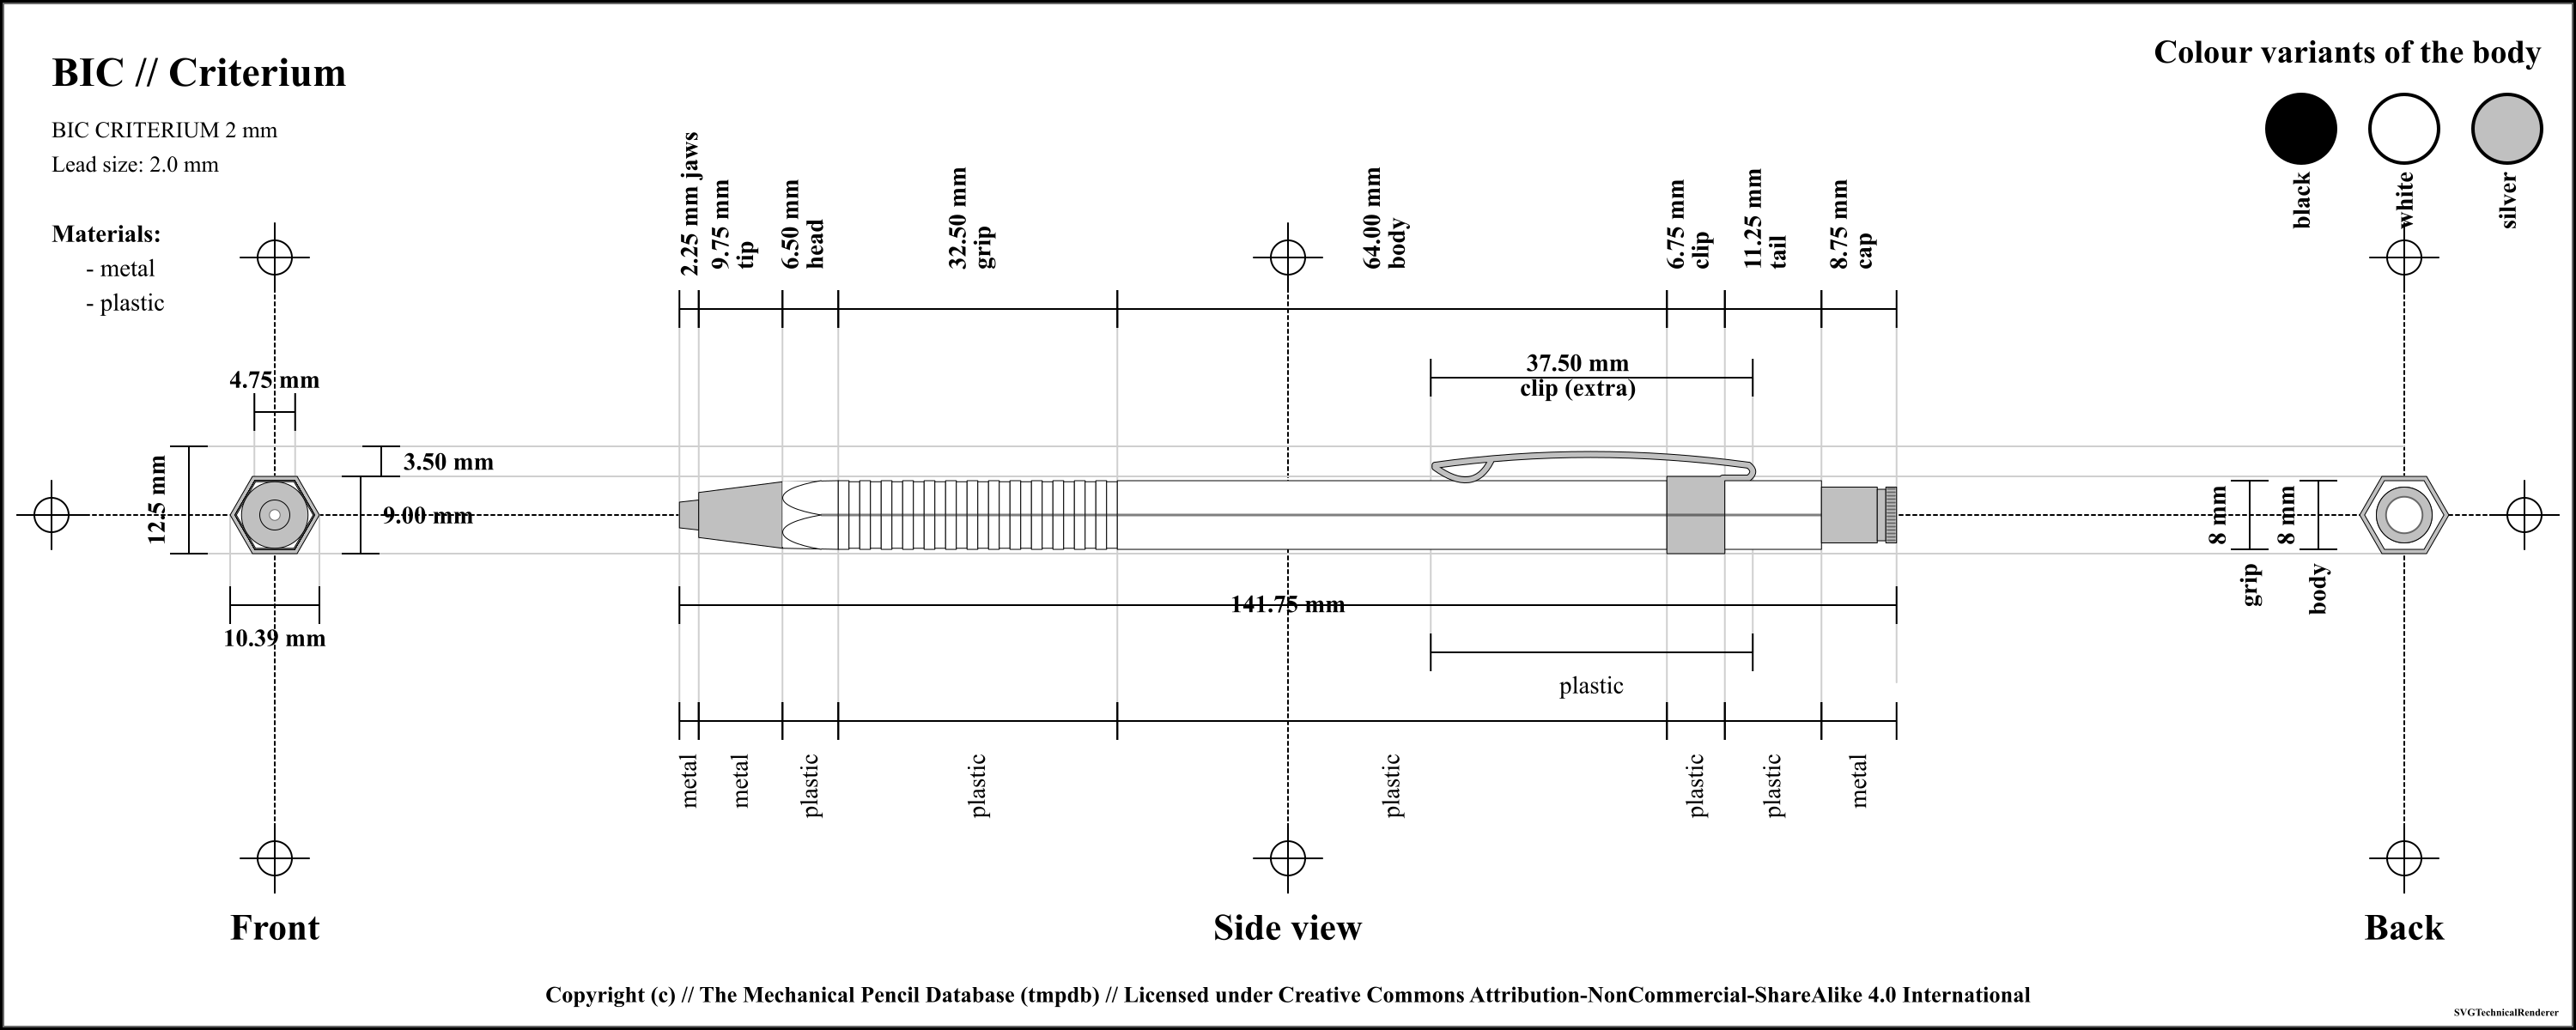 BIC // Criterium
BIC CRITERIUM 2 mm
Lead size: 2.0 mm
Materials:
- metal
- plastic
Colour variants of the body
black
white
silver
2.25 mm jaws
9.75 mm
tip
6.50 mm
head
32.50 mm
grip
64.00 mm
body
6.75 mm
clip
11.25 mm
tail
8.75 mm
cap
37.50 mm
clip (extra)
4.75 mm
12.5 mm
3.50 mm
9.00 mm
10.39 mm
141.75 mm
8 mm
grip
8 mm
body
plastic
metal
metal
plastic
plastic
plastic
plastic
plastic
metal
Front
Side view
Back
Copyright (c) // The Mechanical Pencil Database (tmpdb) // Licensed under Creative Commons Attribution-NonCommercial-ShareAlike 4.0 International
SVGTechnicalRenderer